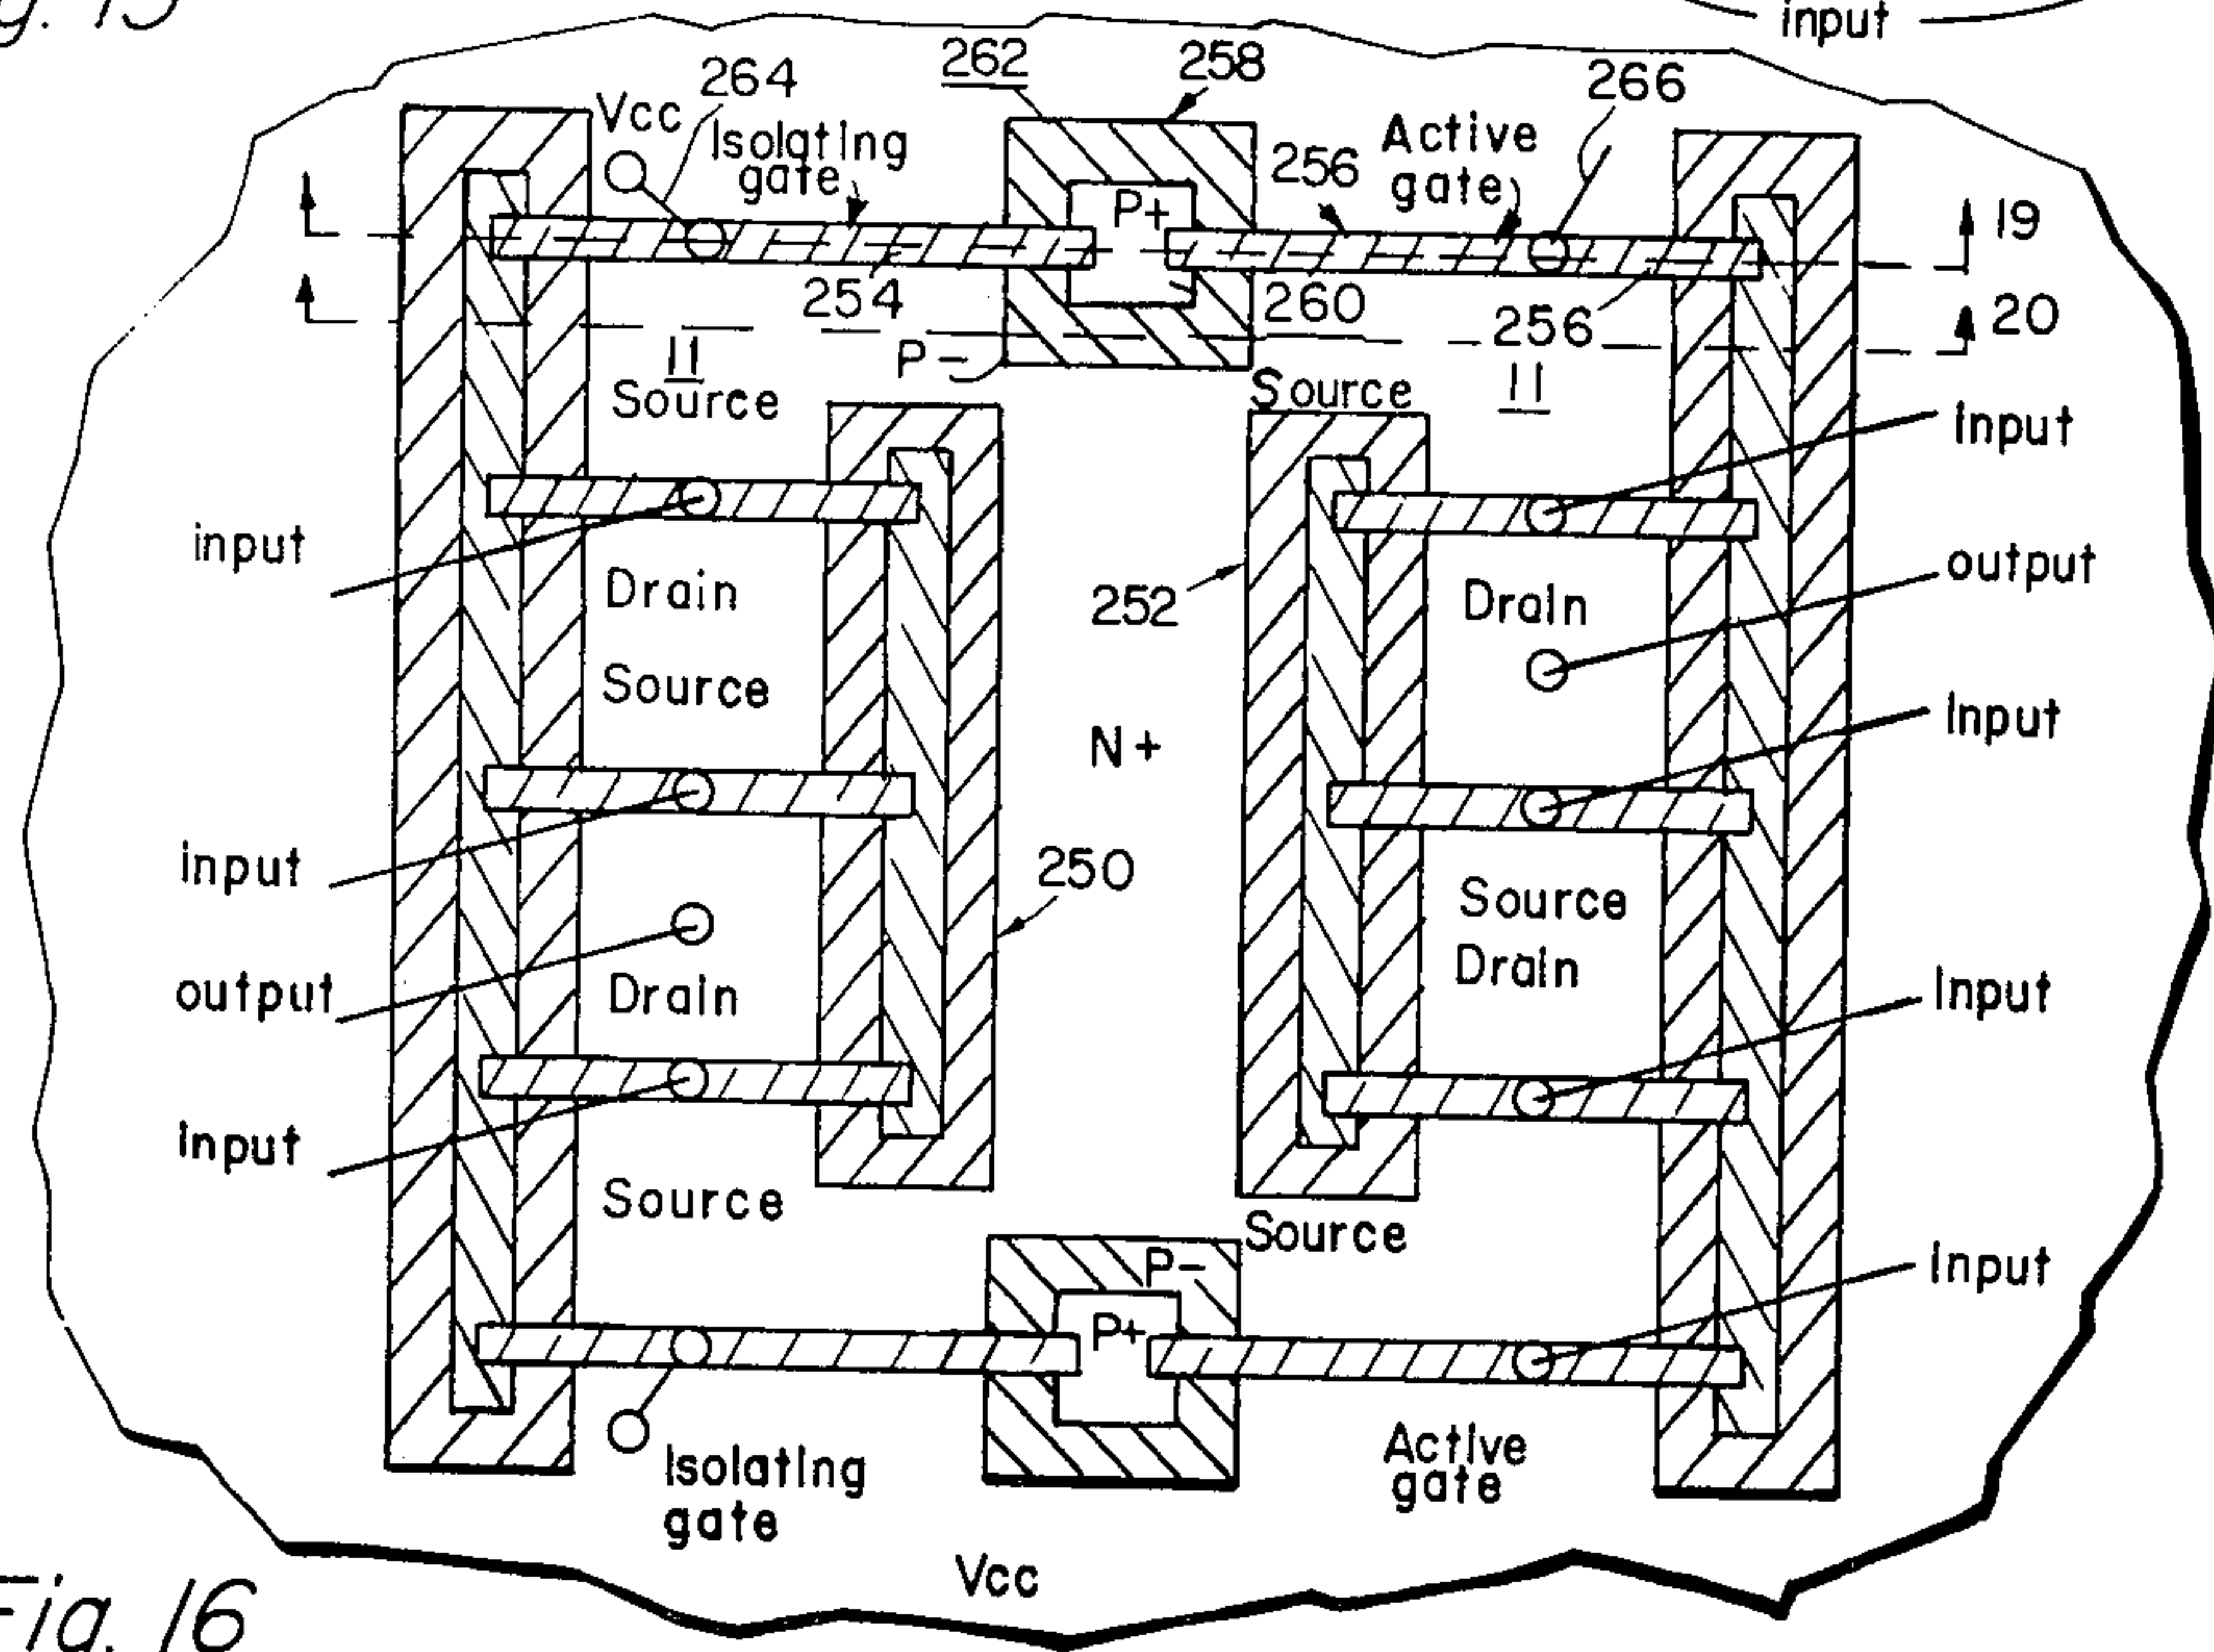 g. 15
input
264
262
258
266
Vcc
Isolating
gate
256
Active
gate
P+
19
254
260
256
20
P-
11
Source
Source
11
Input
input
Drain
252
Drain
output
Source
N+
Input
input
250
Source
output
Drain
Drain
Input
Input
Source
Source
P-
Input
P+
Isolating
gate
Active
gate
Vcc
Fig. 16